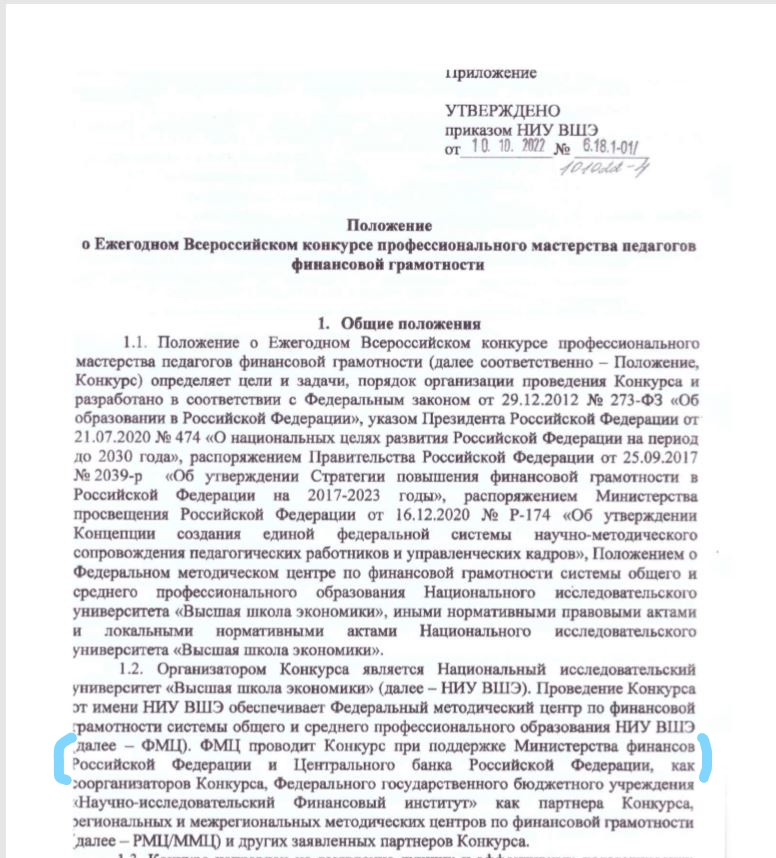 Приложение
УТВЕРЖДЕНО
приказом НИУ ВШЭ
от 10. 10. 2022 № 6.18.1-01/
101022-4
Положение
о Ежегодном Всероссийском конкурсе профессионального мастерства педагогов
финансовой грамотности
1. Общие положения
1.1. Положение о Ежегодном Всероссийском конкурсе профессионального
мастерства педагогов финансовой грамотности (далее соответственно – Положение,
Конкурс) определяет цели и задачи, порядок организации проведения Конкурса и
разработано в соответствии с Федеральным законом от 29.12.2012 № 273-ФЗ «Об
образовании в Российской Федерации», указом Президента Российской Федерации от
21.07.2020 № 474 «О национальных целях развития Российской Федерации на период
до 2030 года», распоряжением Правительства Российской Федерации от 25.09.2017
№ 2039-р «Об утверждении Стратегии повышения финансовой грамотности в
Российской Федерации на 2017-2023 годы», распоряжением Министерства
просвещения Российской Федерации от 16.12.2020 № Р-174 «Об утверждении
Концепции создания единой федеральной системы научно-методического
сопровождения педагогических работников и управленческих кадров», Положением о
Федеральном методическом центре по финансовой грамотности системы общего и
среднего профессионального образования Национального исследовательского
университета «Высшая школа экономики», иными нормативными правовыми актами
и локальными нормативными актами Национального исследовательского
университета «Высшая школа экономики».
1.2. Организатором Конкурса является Национальный исследовательский
университет «Высшая школа экономики» (далее – НИУ ВШЭ). Проведение Конкурса
от имени НИУ ВШЭ обеспечивает Федеральный методический центр по финансовой
грамотности системы общего и среднего профессионального образования НИУ ВШЭ
(далее – ФМЦ). ФМЦ проводит Конкурс при поддержке Министерства финансов
Российской Федерации и Центрального банка Российской Федерации, как
соорганизаторов Конкурса, Федерального государственного бюджетного учреждения
«Научно-исследовательский Финансовый институт» как партнера Конкурса,
региональных и межрегиональных методических центров по финансовой грамотности
(далее – РМЦ/ММЦ) и других заявленных партнеров Конкурса.